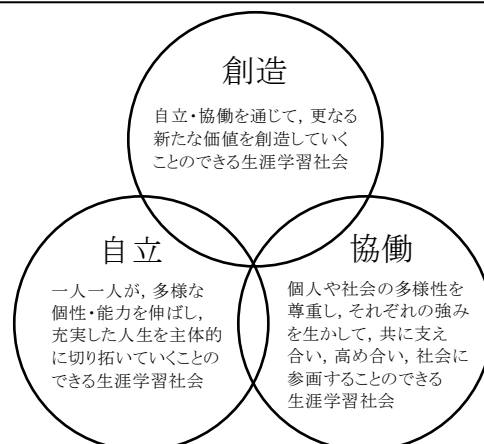 創造
自立・協働を通じて，更なる
新たな価値を創造していく
ことのできる生涯学習社会
自立
一人一人が，多様な
個性・能力を伸ばし，
充実した人生を主体的
に切り拓いていくことの
できる生涯学習社会
協働
個人や社会の多様性を
尊重し，それぞれの強み
を生かして，共に支え
合い，高め合い，社会に
参画することのできる
生涯学習社会